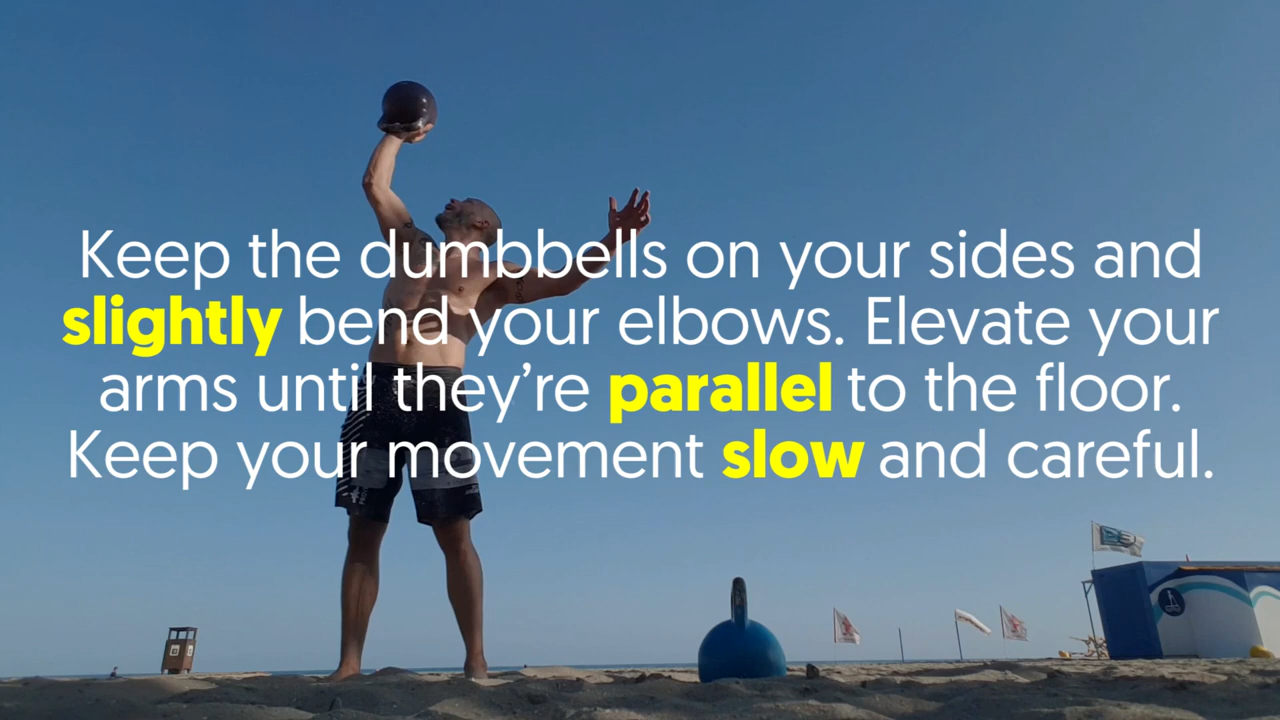 Keep the dumbbells on your sides and
slightly bend your elbows. Elevate your
arms until they’re parallel to the floor.
Keep your movement slow and careful.